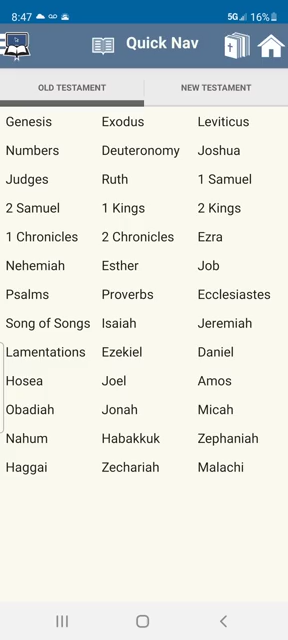 8:47 5G 16%
Quick Nav
OLD TESTAMENT NEW TESTAMENT
Genesis Exodus Leviticus
Numbers Deuteronomy Joshua
Judges Ruth 1 Samuel
2 Samuel 1 Kings 2 Kings
1 Chronicles 2 Chronicles Ezra
Nehemiah Esther Job
Psalms Proverbs Ecclesiastes
Song of Songs Isaiah Jeremiah
Lamentations Ezekiel Daniel
Hosea Joel Amos
Obadiah Jonah Micah
Nahum Habakkuk Zephaniah
Haggai Zechariah Malachi